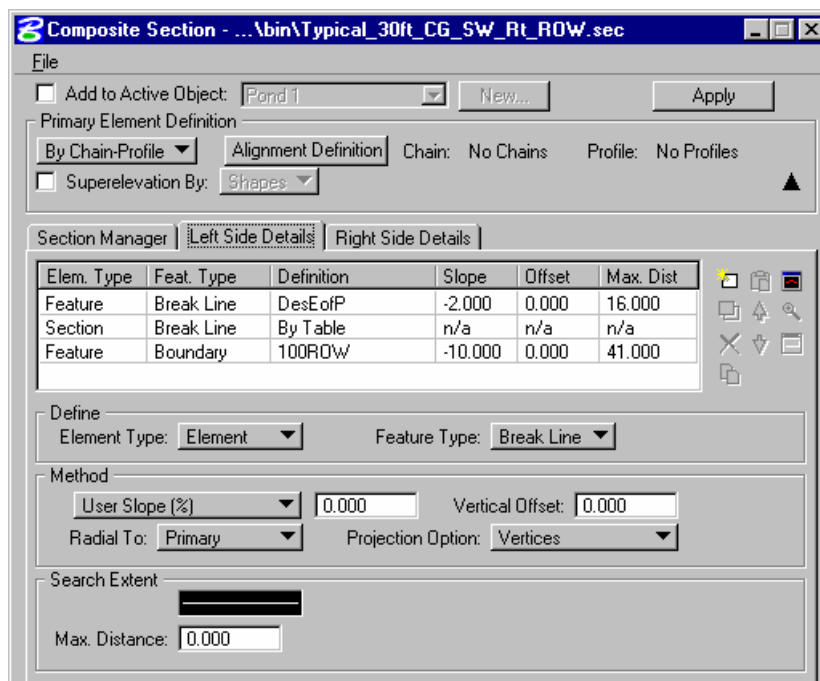 Composite Section - ...\bin\Typical_30ft_CG_SW_Rt_ROW.sec
File
Add to Active Object: Pond 1 New... Apply
Primary Element Definition
By Chain-Profile Alignment Definition Chain: No Chains Profile: No Profiles
Superelevation By: Shapes
Section Manager Left Side Details Right Side Details
Elem. Type Feat. Type Definition Slope Offset Max. Dist
Feature Break Line DesEofP -2.000 0.000 16.000
Section Break Line By Table n/a n/a n/a
Feature Boundary 100ROW -10.000 0.000 41.000
Define
Element Type: Element Feature Type: Break Line
Method
User Slope (%) 0.000 Vertical Offset: 0.000
Radial To: Primary Projection Option: Vertices
Search Extent
Max. Distance: 0.000